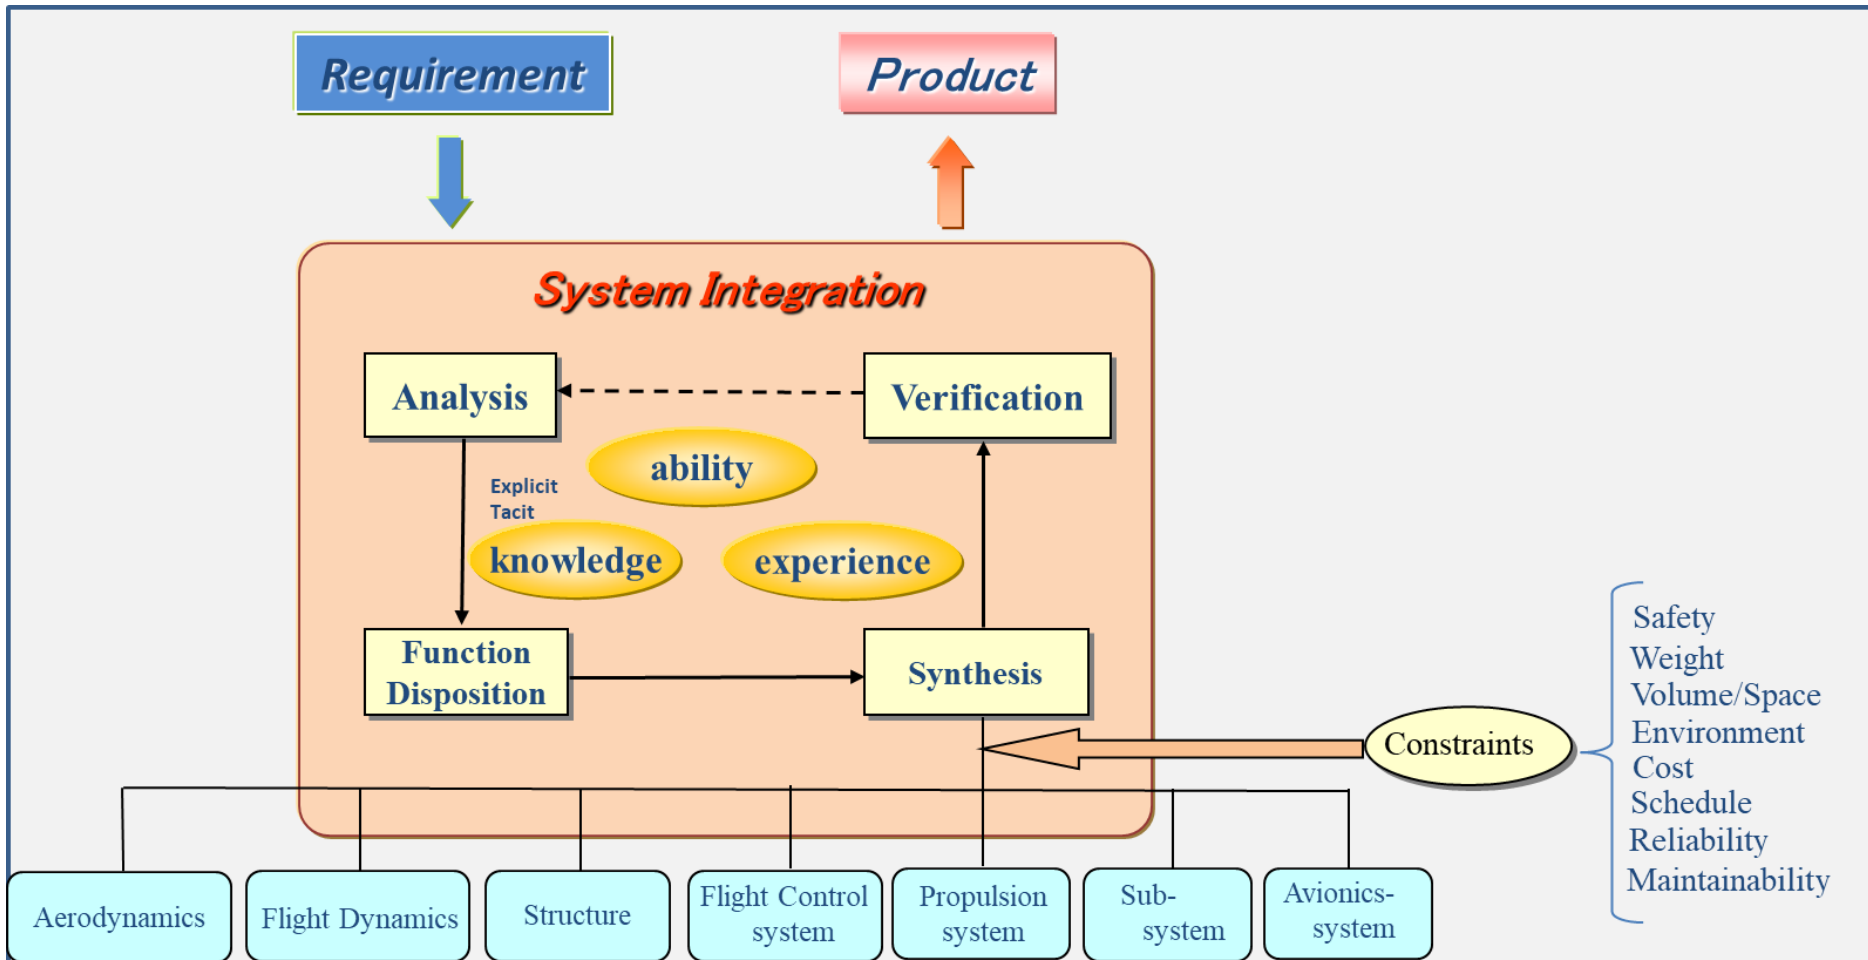 Requirement
Product
System Integration
Analysis
Verification
ability
Explicit
Tacit
knowledge
experience
Function
Disposition
Synthesis
Constraints
Safety
Weight
Volume/Space
Environment
Cost
Schedule
Reliability
Maintainability
Aerodynamics
Flight Dynamics
Structure
Flight Control
system
Propulsion
system
Sub-
system
Avionics-
system